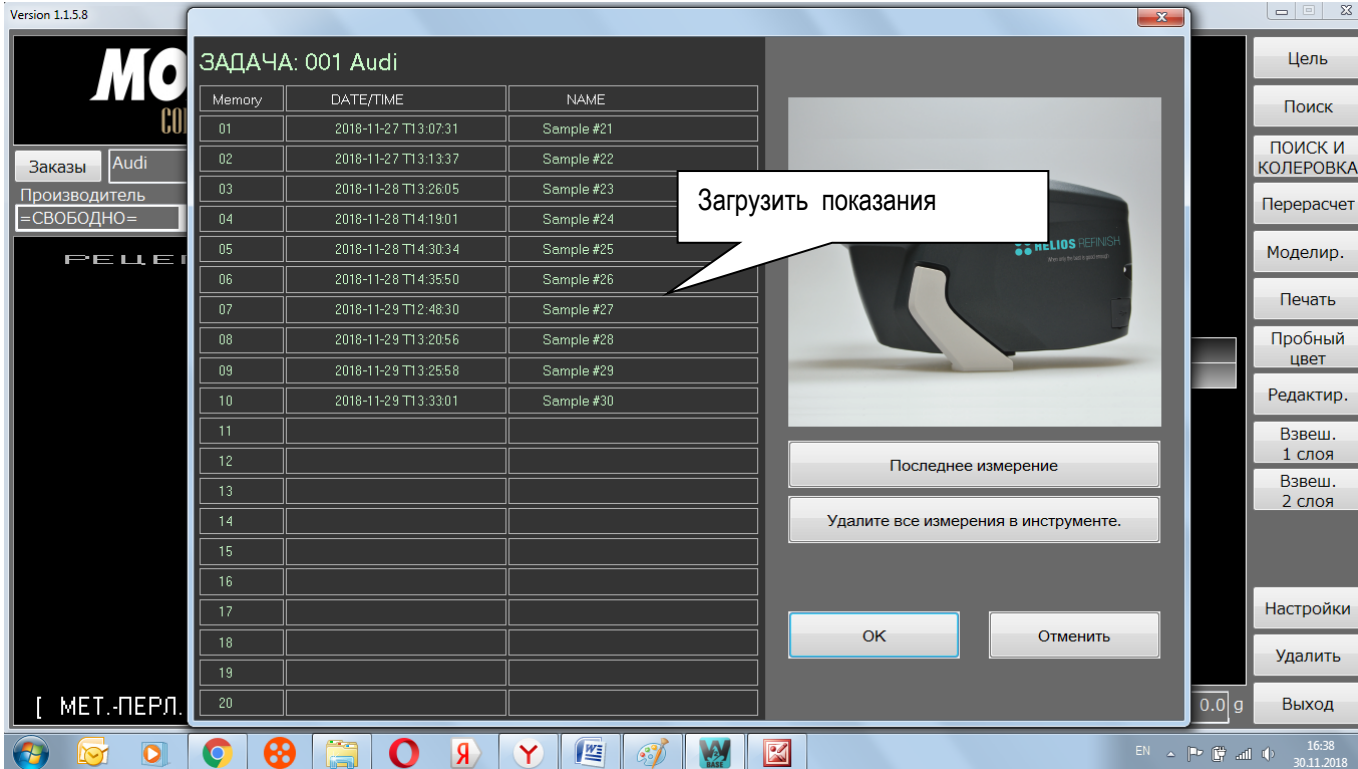 Version 1.1.5.8
ЗАДАЧА: 001 Audi
Memory DATE/TIME NAME
01 2018-11-27 T13:07:31 Sample #21
02 2018-11-27 T13:13:37 Sample #22
03 2018-11-28 T13:26:05 Sample #23
04 2018-11-28 T14:19:01 Sample #24
05 2018-11-28 T14:30:34 Sample #25
06 2018-11-28 T14:35:50 Sample #26
07 2018-11-29 T12:48:30 Sample #27
08 2018-11-29 T13:20:56 Sample #28
09 2018-11-29 T13:25:58 Sample #29
10 2018-11-29 T13:33:01 Sample #30
11
12
13
14
15
16
17
18
19
20
Загрузить показания
HELIOS REFINISH
Последнее измерение
Удалите все измерения в инструменте.
OK Отменить
MO
COL
Заказы Audi
Производитель
=СВОБОДНО=
РЕЦЕП
[ МЕТ.-ПЕРЛ.
0.0 g
Цель
Поиск
ПОИСК И
КОЛЕРОВКА
Перерасчет
Моделир.
Печать
Пробный
цвет
Редактир.
Взвеш.
1 слоя
Взвеш.
2 слоя
Настройки
Удалить
Выход
BASE
EN
16:38
30.11.2018